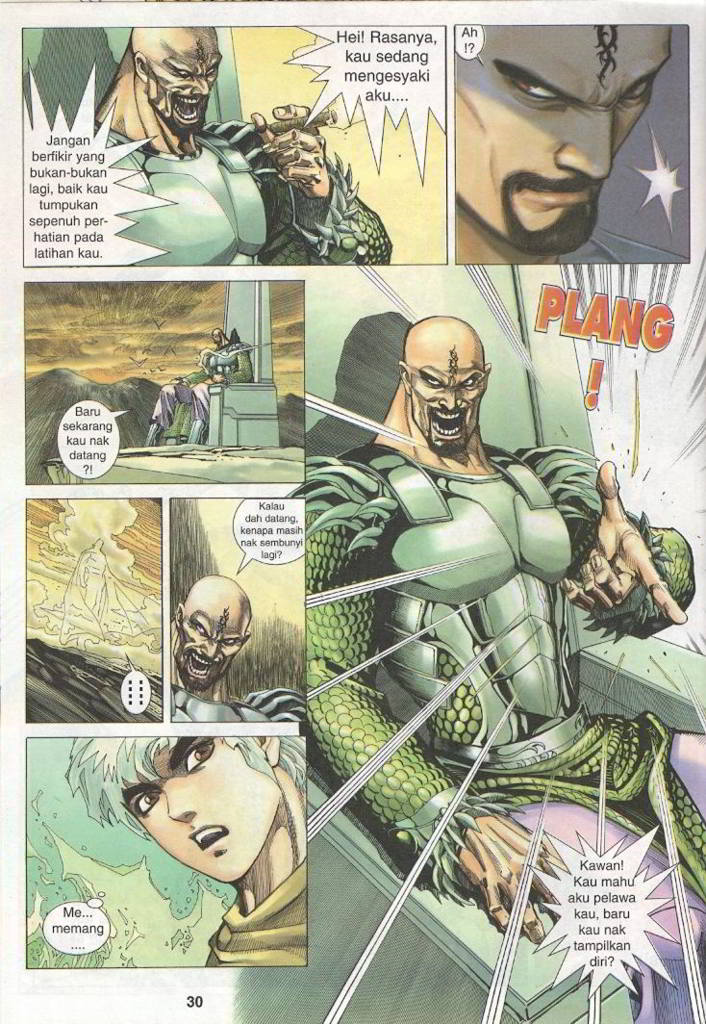 Hei! Rasanya,
kau sedang
mengesyaki
aku....
Jangan
berfikir yang
bukan-bukan
lagi, baik kau
tumpukan
sepenuh per-
hatian pada
latihan kau.
Ah
!?
PLANG
!
Baru
sekarang
kau nak
datang
?!
......
Kalau
dah datang,
kenapa masih
nak sembunyi
lagi?
Me...
memang
....
Kawan!
Kau mahu
aku pelawa
kau, baru
kau nak
tampilkan
diri?
30